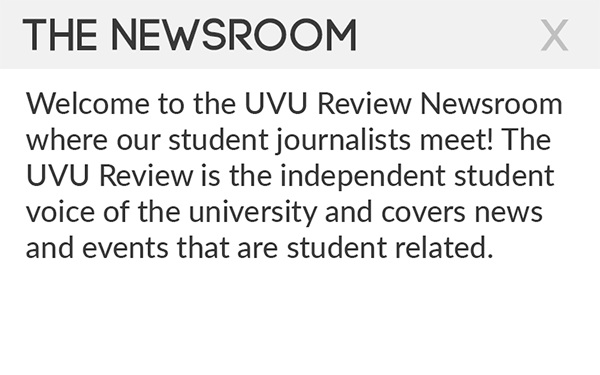 THE NEWSROOM X
Welcome to the UVU Review Newsroom
where our student journalists meet! The
UVU Review is the independent student
voice of the university and covers news
and events that are student related.